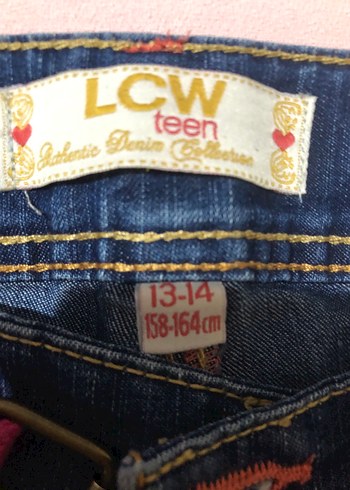 LCW
teen
Authentic Denim Collection
13-14
158-164cm